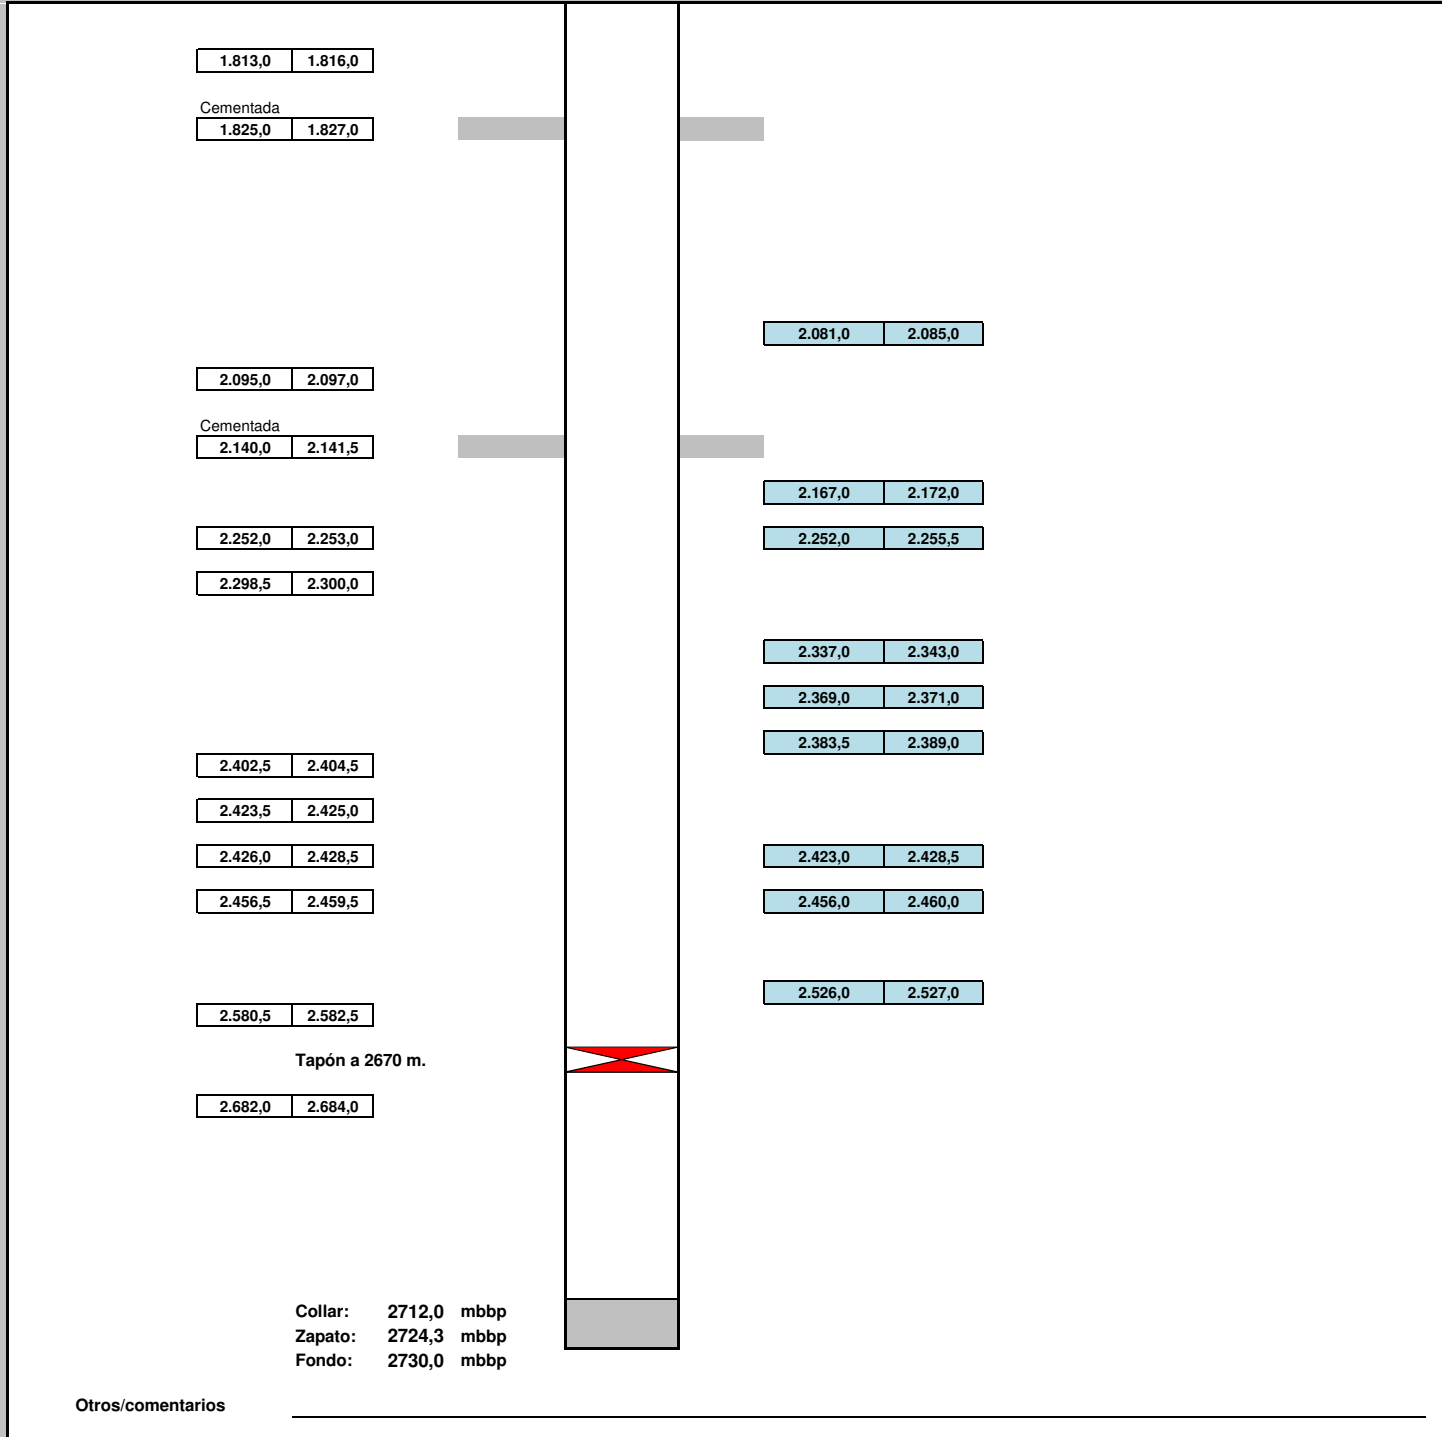 1.813,0 1.816,0
Cementada
1.825,0 1.827,0
2.081,0 2.085,0
2.095,0 2.097,0
Cementada
2.140,0 2.141,5
2.167,0 2.172,0
2.252,0 2.253,0 2.252,0 2.255,5
2.298,5 2.300,0
2.337,0 2.343,0
2.369,0 2.371,0
2.383,5 2.389,0
2.402,5 2.404,5
2.423,5 2.425,0
2.426,0 2.428,5 2.423,0 2.428,5
2.456,5 2.459,5 2.456,0 2.460,0
2.526,0 2.527,0
2.580,5 2.582,5
Tapón a 2670 m.
2.682,0 2.684,0
Collar: 2712,0 mbbp
Zapato: 2724,3 mbbp
Fondo: 2730,0 mbbp
Otros/comentarios